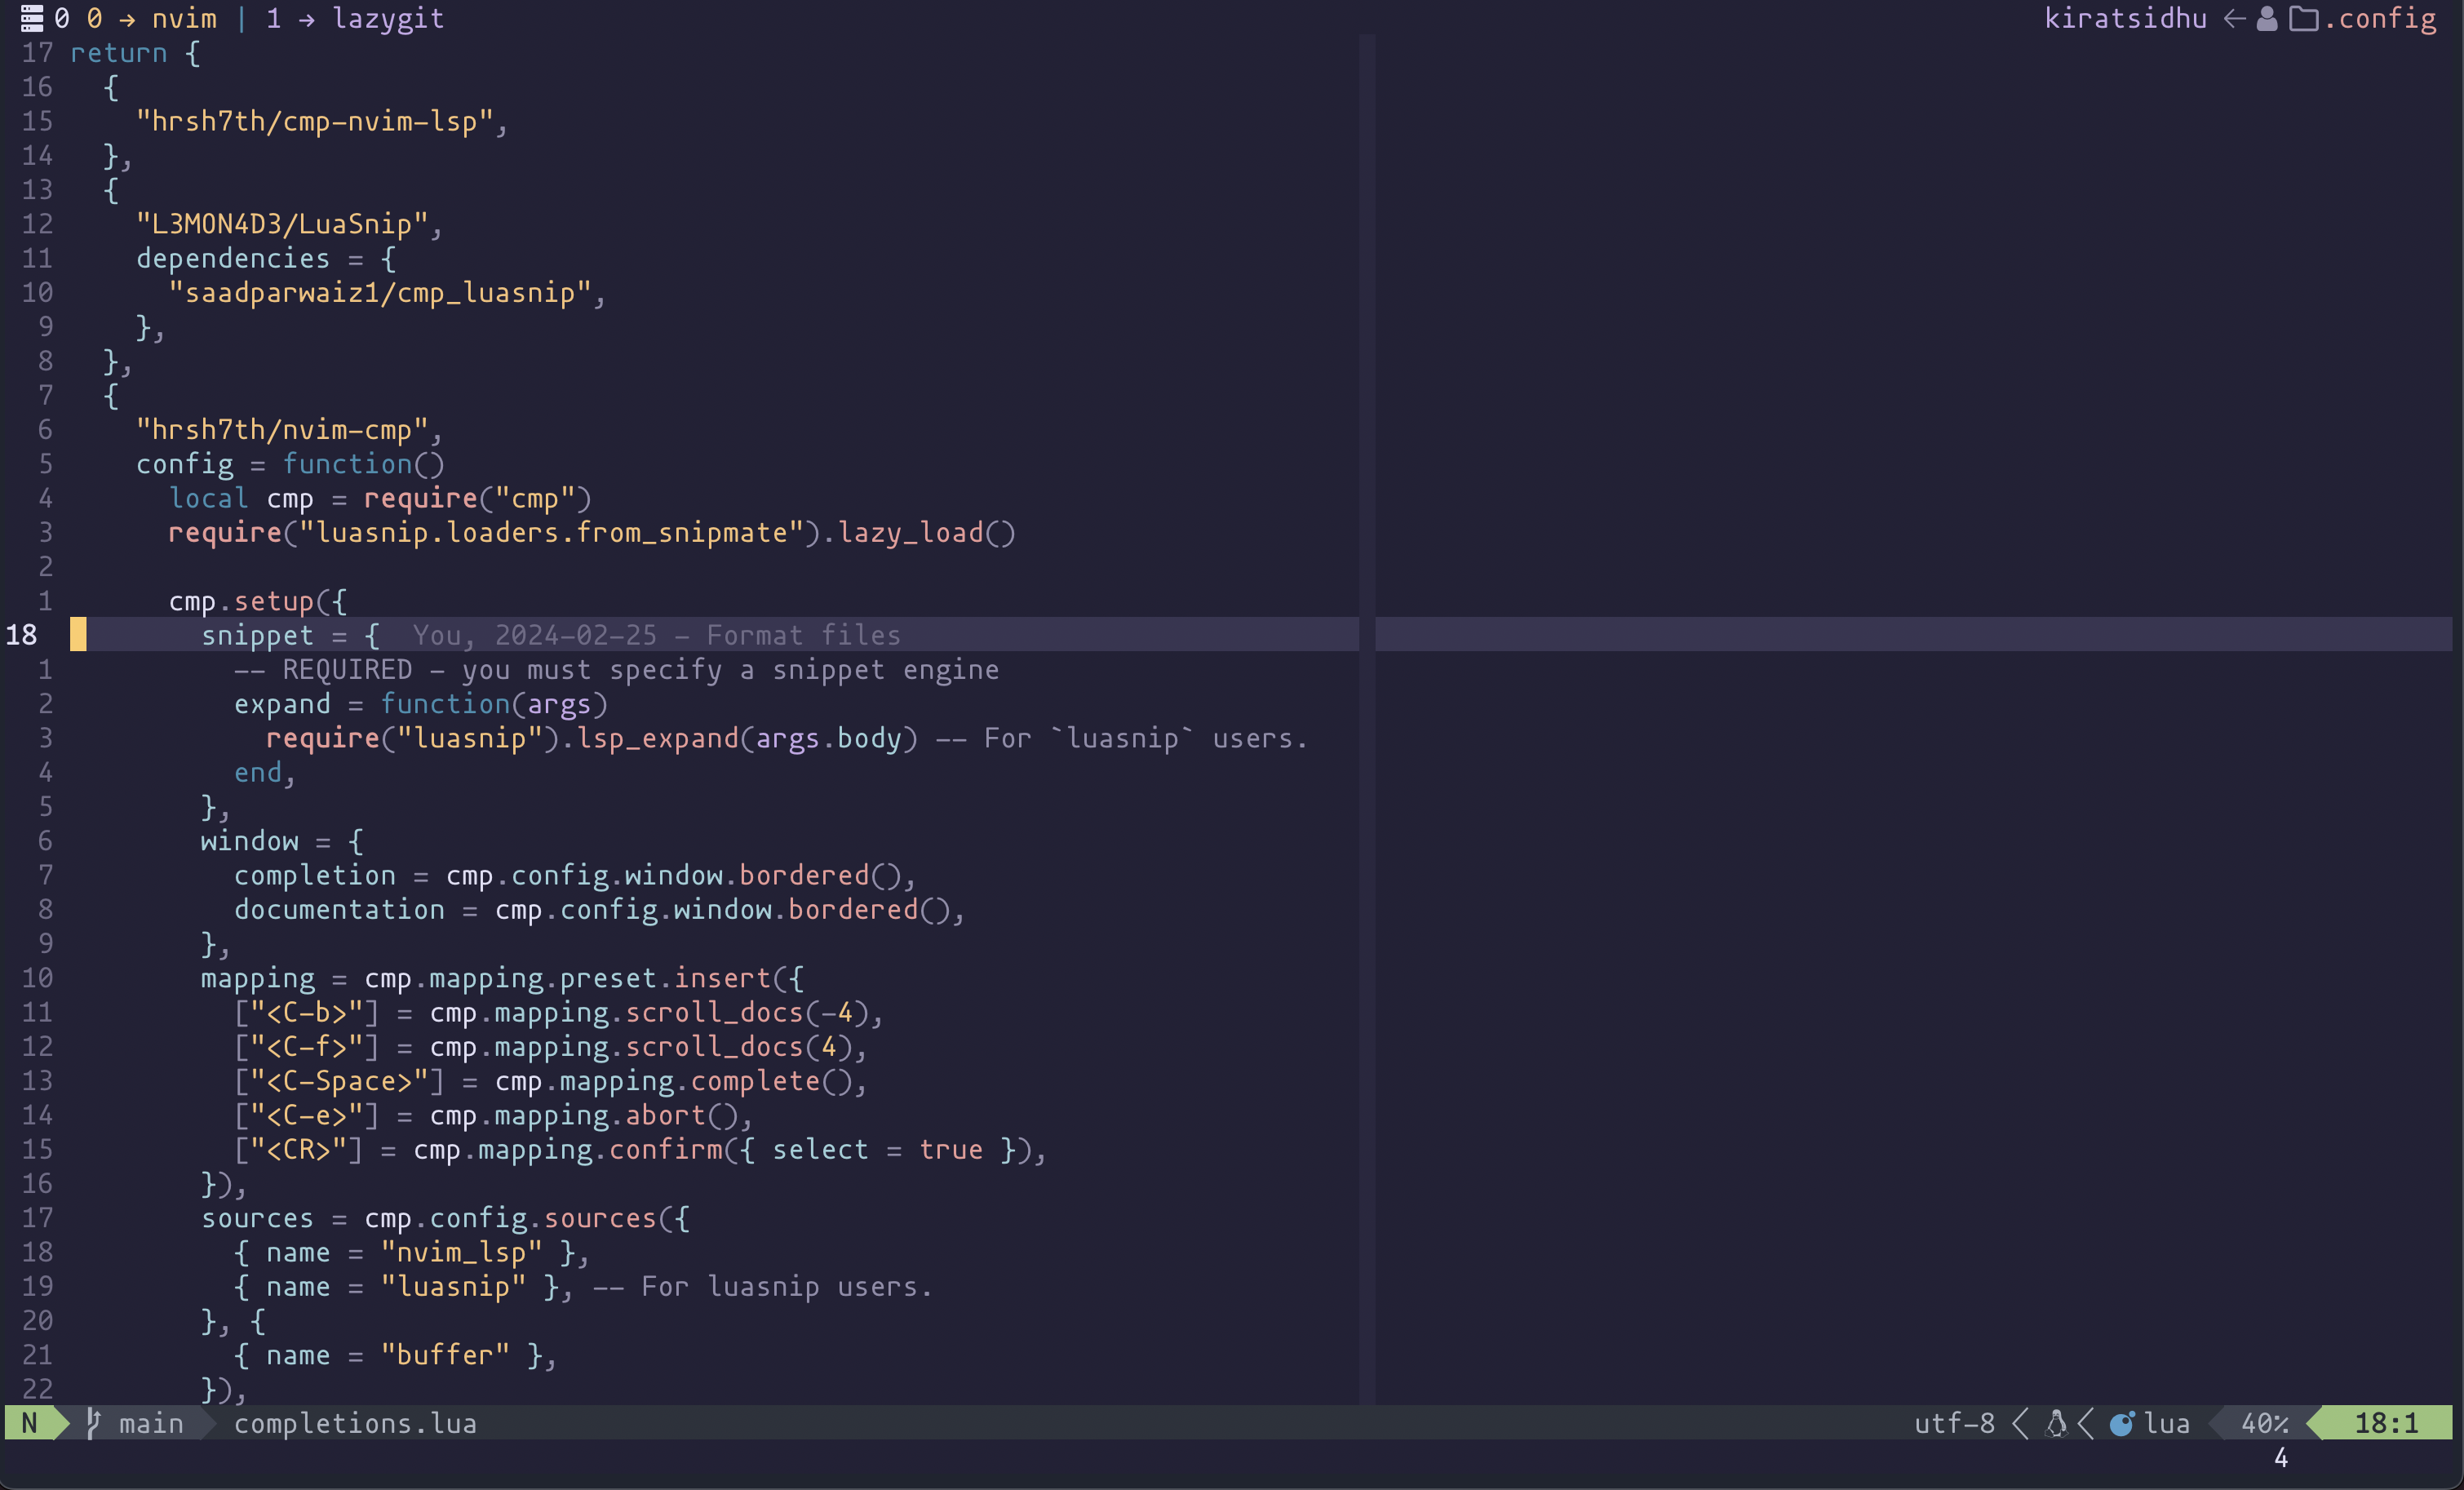 0 0 → nvim | 1 → lazygit kiratsidhu ← .config
17 return {
16   {
15     "hrsh7th/cmp-nvim-lsp",
14   },
13   {
12     "L3MON4D3/LuaSnip",
11     dependencies = {
10       "saadparwaiz1/cmp_luasnip",
9     },
8   },
7   {
6     "hrsh7th/nvim-cmp",
5     config = function()
4       local cmp = require("cmp")
3       require("luasnip.loaders.from_snipmate").lazy_load()
2
1       cmp.setup({
18         snippet = {  You, 2024-02-25 - Format files
1           -- REQUIRED - you must specify a snippet engine
2           expand = function(args)
3             require("luasnip").lsp_expand(args.body) -- For `luasnip` users.
4           end,
5         },
6         window = {
7           completion = cmp.config.window.bordered(),
8           documentation = cmp.config.window.bordered(),
9         },
10         mapping = cmp.mapping.preset.insert({
11           ["<C-b>"] = cmp.mapping.scroll_docs(-4),
12           ["<C-f>"] = cmp.mapping.scroll_docs(4),
13           ["<C-Space>"] = cmp.mapping.complete(),
14           ["<C-e>"] = cmp.mapping.abort(),
15           ["<CR>"] = cmp.mapping.confirm({ select = true }),
16         }),
17         sources = cmp.config.sources({
18           { name = "nvim_lsp" },
19           { name = "luasnip" }, -- For luasnip users.
20         }, {
21           { name = "buffer" },
22         }),
N main completions.lua utf-8 < < lua 40% 18:1
4